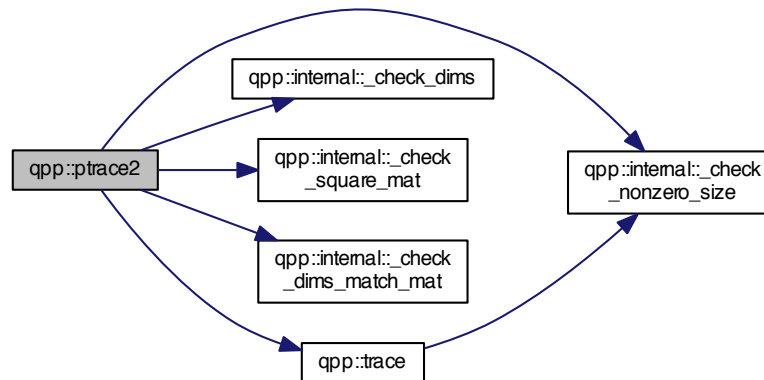 qpp::internal::_check_dims
qpp::ptrace2
qpp::internal::_check
_square_mat
qpp::internal::_check
_nonzero_size
qpp::internal::_check
_dims_match_mat
qpp::trace